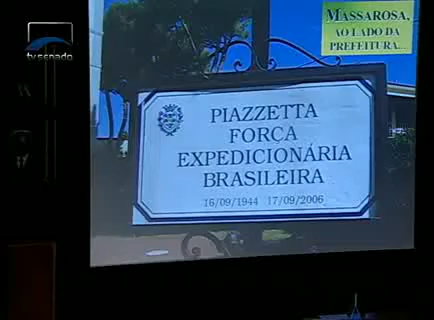 tvsenado
MASSAROSA,
AO LADO DA
PREFEITURA.
PIAZZETTA
FORÇA
EXPEDICIONÁRIA
BRASILEIRA
16/09/1944 17/09/2006